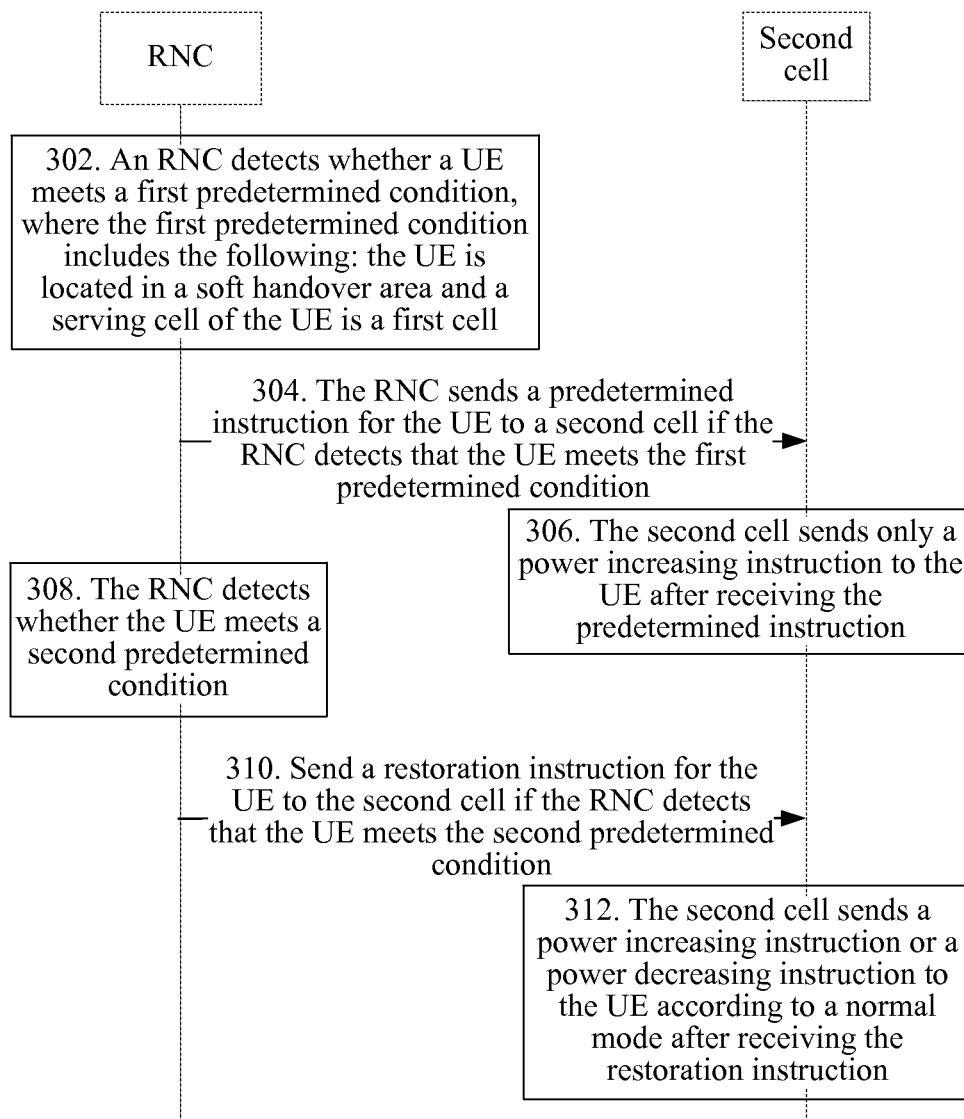 RNC
Second
cell
302. An RNC detects whether a UE
meets a first predetermined condition,
where the first predetermined condition
includes the following: the UE is
located in a soft handover area and a
serving cell of the UE is a first cell
304. The RNC sends a predetermined
instruction for the UE to a second cell if the
RNC detects that the UE meets the first
predetermined condition
306. The second cell sends only a
power increasing instruction to the
UE after receiving the
predetermined instruction
308. The RNC detects
whether the UE meets a
second predetermined
condition
310. Send a restoration instruction for the
UE to the second cell if the RNC detects
that the UE meets the second predetermined
condition
312. The second cell sends a
power increasing instruction or a
power decreasing instruction to
the UE according to a normal
mode after receiving the
restoration instruction